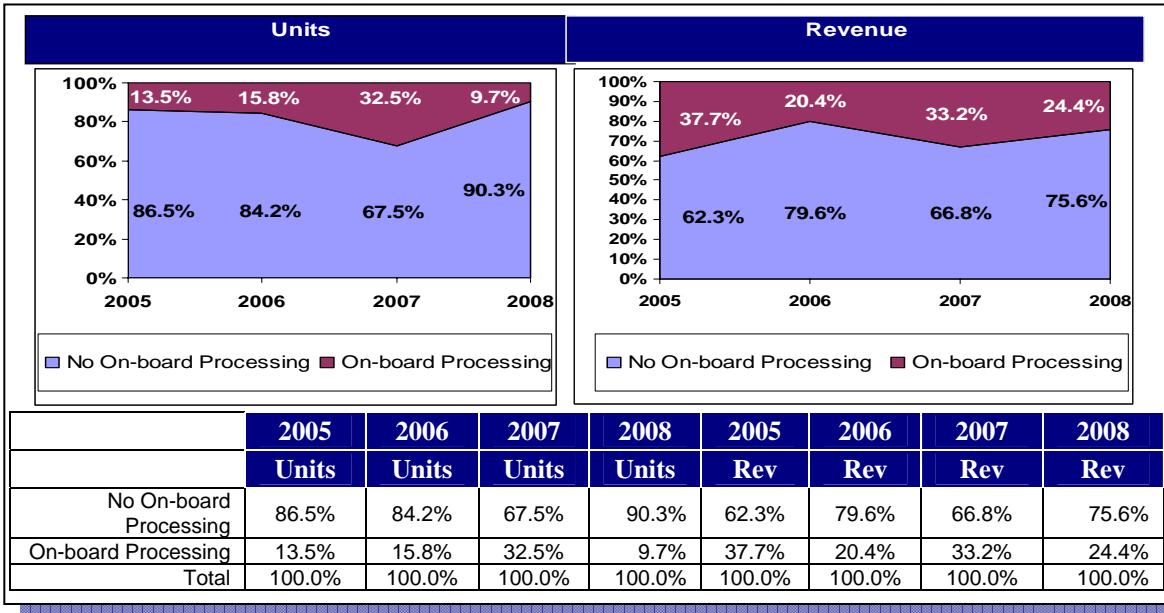 Units
Revenue
100%
80%
60%
40%
20%
0%
13.5% 15.8% 32.5% 9.7%
86.5% 84.2% 67.5% 90.3%
2005 2006 2007 2008
No On-board Processing On-board Processing
100%
90%
80%
70%
60%
50%
40%
30%
20%
10%
0%
37.7% 20.4% 33.2% 24.4%
62.3% 79.6% 66.8% 75.6%
2005 2006 2007 2008
No On-board Processing On-board Processing
2005 2006 2007 2008 2005 2006 2007 2008
Units Units Units Units Rev Rev Rev Rev
No On-board
Processing 86.5% 84.2% 67.5% 90.3% 62.3% 79.6% 66.8% 75.6%
On-board Processing 13.5% 15.8% 32.5% 9.7% 37.7% 20.4% 33.2% 24.4%
Total 100.0% 100.0% 100.0% 100.0% 100.0% 100.0% 100.0% 100.0%